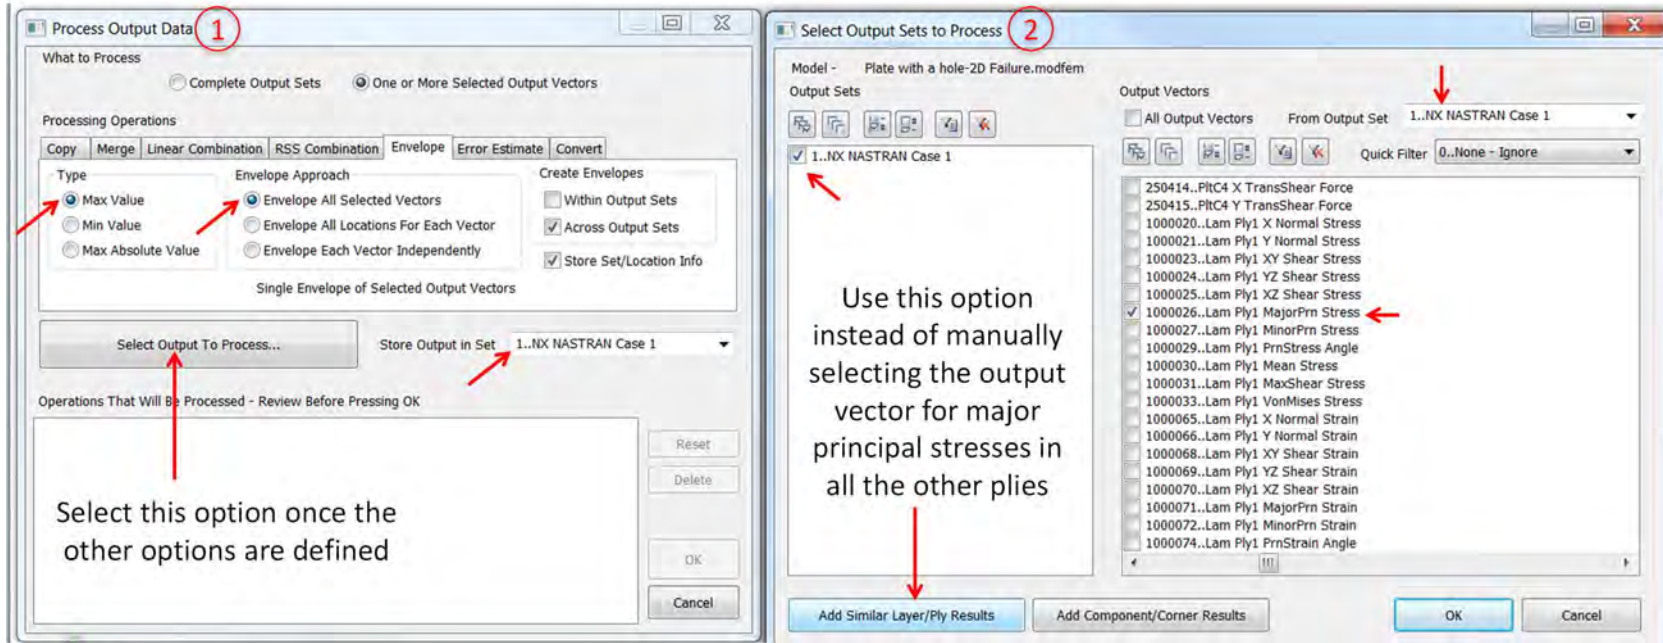 Process Output Data
1
What to Process
Complete Output Sets
One or More Selected Output Vectors
Processing Operations
Copy
Merge
Linear Combination
RSS Combination
Envelope
Error Estimate
Convert
Type
Max Value
Min Value
Max Absolute Value
Envelope Approach
Envelope All Selected Vectors
Envelope All Locations For Each Vector
Envelope Each Vector Independently
Create Envelopes
Within Output Sets
Across Output Sets
Store Set/Location Info
Single Envelope of Selected Output Vectors
Select Output To Process...
Store Output in Set
1..NX NASTRAN Case 1
Operations That Will Be Processed - Review Before Pressing OK
Select this option once the
other options are defined
Reset
Delete
OK
Cancel
Select Output Sets to Process
2
Model - Plate with a hole-2D Failure.modfem
Output Sets
1..NX NASTRAN Case 1
Use this option
instead of manually
selecting the output
vector for major
principal stresses in
all the other plies
Output Vectors
All Output Vectors
From Output Set
1..NX NASTRAN Case 1
Quick Filter
0..None - Ignore
250414..PltC4 X TransShear Force
250415..PltC4 Y TransShear Force
1000020..Lam Ply1 X Normal Stress
1000021..Lam Ply1 Y Normal Stress
1000023..Lam Ply1 XY Shear Stress
1000024..Lam Ply1 YZ Shear Stress
1000025..Lam Ply1 XZ Shear Stress
1000026..Lam Ply1 MajorPrn Stress
1000027..Lam Ply1 MinorPrn Stress
1000029..Lam Ply1 PrnStress Angle
1000030..Lam Ply1 Mean Stress
1000031..Lam Ply1 MaxShear Stress
1000033..Lam Ply1 VonMises Stress
1000065..Lam Ply1 X Normal Strain
1000066..Lam Ply1 Y Normal Strain
1000068..Lam Ply1 XY Shear Strain
1000069..Lam Ply1 YZ Shear Strain
1000070..Lam Ply1 XZ Shear Strain
1000071..Lam Ply1 MajorPrn Strain
1000072..Lam Ply1 MinorPrn Strain
1000074..Lam Ply1 PrnStrain Angle
Add Similar Layer/Ply Results
Add Component/Corner Results
OK
Cancel